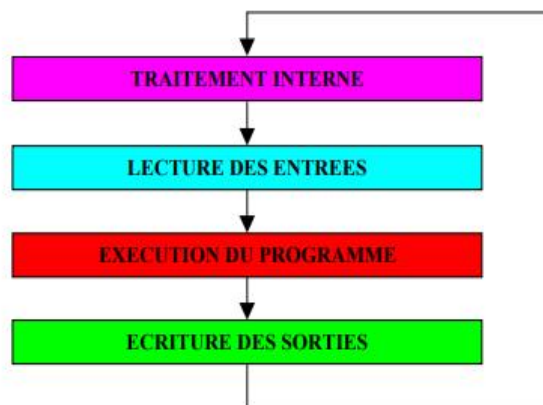 TRAITEMENT INTERNE
LECTURE DES ENTREES
EXECUTION DU PROGRAMME
ECRITURE DES SORTIES